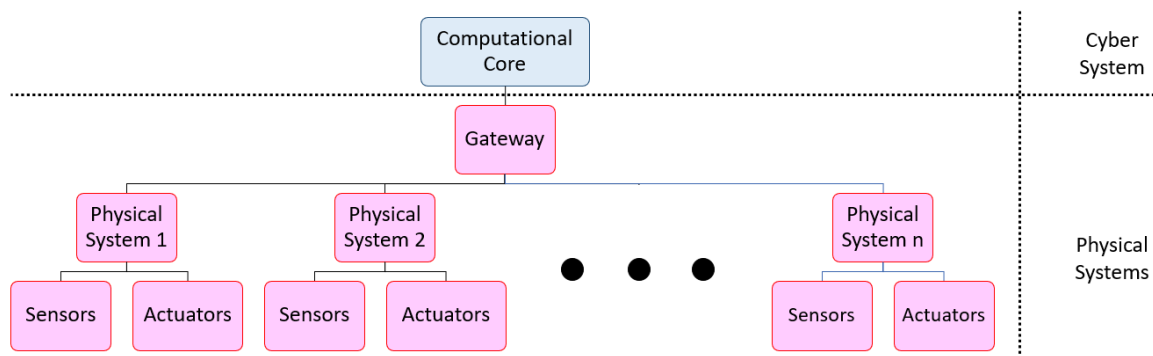 Computational
Core
Cyber
System
Gateway
Physical
System 1
Physical
System 2
Physical
System n
Physical
Systems
Sensors
Actuators
Sensors
Actuators
Sensors
Actuators